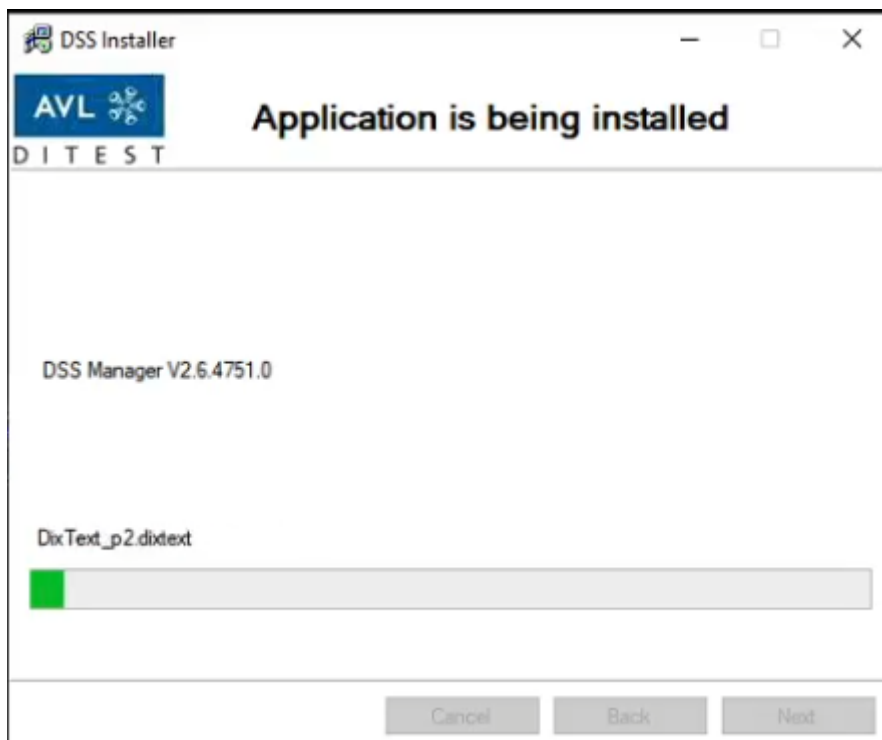 DSS Installer
AVL
DITEST
Application is being installed
DSS Manager V2.6.4751.0
DixText_p2.dixtext
Cancel
Back
Next